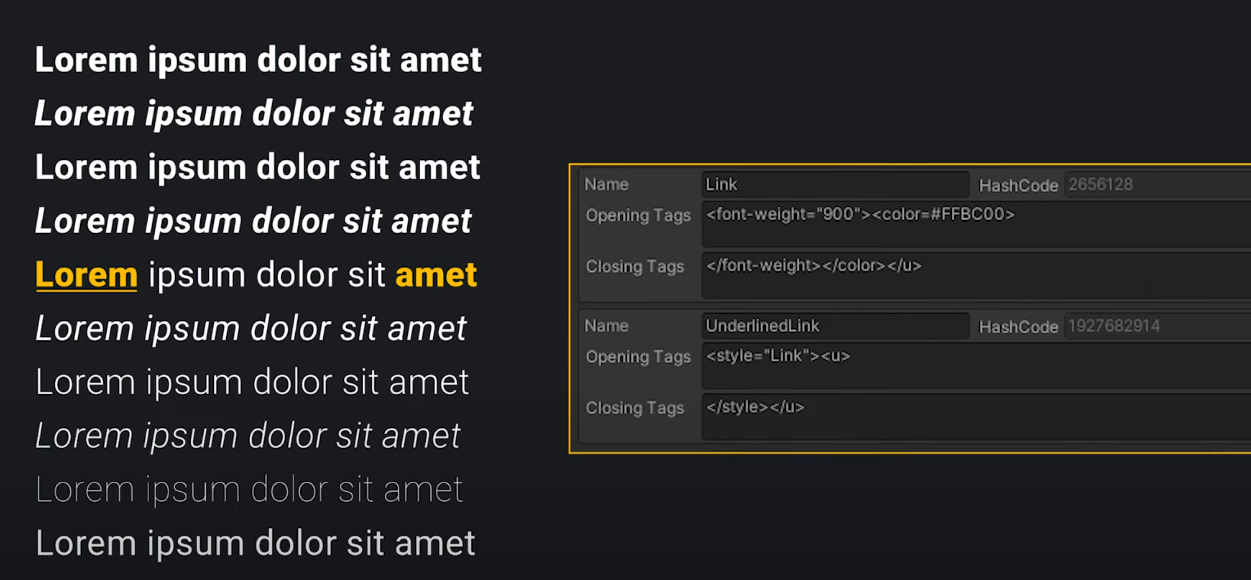 Lorem ipsum dolor sit amet
Lorem ipsum dolor sit amet
Lorem ipsum dolor sit amet
Lorem ipsum dolor sit amet
Lorem ipsum dolor sit amet
Lorem ipsum dolor sit amet
Lorem ipsum dolor sit amet
Lorem ipsum dolor sit amet
Lorem ipsum dolor sit amet
Lorem ipsum dolor sit amet
Name Link HashCode 2656128
Opening Tags <font-weight="900"><color=#FFBC00>
Closing Tags </font-weight></color></u>
Name UnderlinedLink HashCode 1927682914
Opening Tags <style="Link"><u>
Closing Tags </style></u>